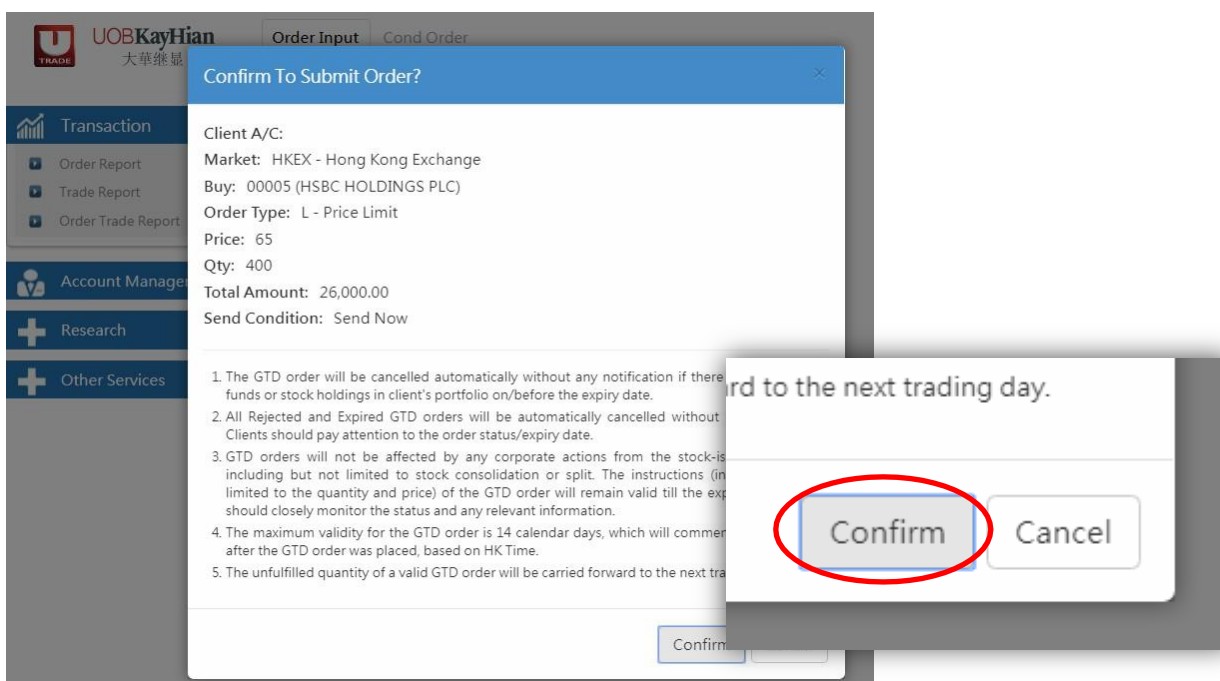 UOBKayHian
Order Input
Cond Order
TRADE
大華继显
Confirm To Submit Order?
×
Transaction
Order Report
Trade Report
Order Trade Report
Account Manage
Research
Other Services
Client A/C:
Market: HKEX - Hong Kong Exchange
Buy: 00005 (HSBC HOLDINGS PLC)
Order Type: L - Price Limit
Price: 65
Qty: 400
Total Amount: 26,000.00
Send Condition: Send Now
1. The GTD order will be cancelled automatically without any notification if there
funds or stock holdings in client's portfolio on/before the expiry date.
2. All Rejected and Expired GTD orders will be automatically cancelled without
Clients should pay attention to the order status/expiry date.
3. GTD orders will not be affected by any corporate actions from the stock-is
including but not limited to stock consolidation or split. The instructions (in
limited to the quantity and price) of the GTD order will remain valid till the exp
should closely monitor the status and any relevant information.
4. The maximum validity for the GTD order is 14 calendar days, which will commen
after the GTD order was placed, based on HK Time.
5. The unfulfilled quantity of a valid GTD order will be carried forward to the next tra
Confirm
rd to the next trading day.
Confirm
Cancel